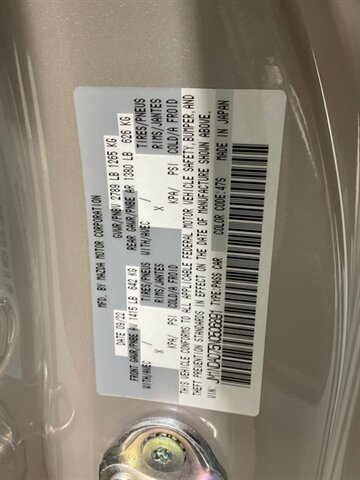 MFD. BY MAZDA MOTOR CORPORATION
DATE 09/22 GVWR/PNBV 2789 LB 1265 KG
FRONT GAWR/PNBE AV 1415 LB 642 KG REAR GAWR/PNBE AR 1380 LB 626 KG
TIRES/PNEUS TIRES/PNEUS
WITH/AVEC RIMS/JANTES WITH/AVEC RIMS/JANTES
/ X / X
KPA/ PSI COLD/A FROID KPA/ PSI COLD/A FROID
THIS VEHICLE CONFORMS TO ALL APPLICABLE FEDERAL MOTOR VEHICLE SAFETY, BUMPER, AND
THEFT PREVENTION STANDARDS IN EFFECT ON THE DATE OF MANUFACTURE SHOWN ABOVE.
VIN: TYPE: PASS CAR COLOR CODE: 47S MADE IN JAPAN